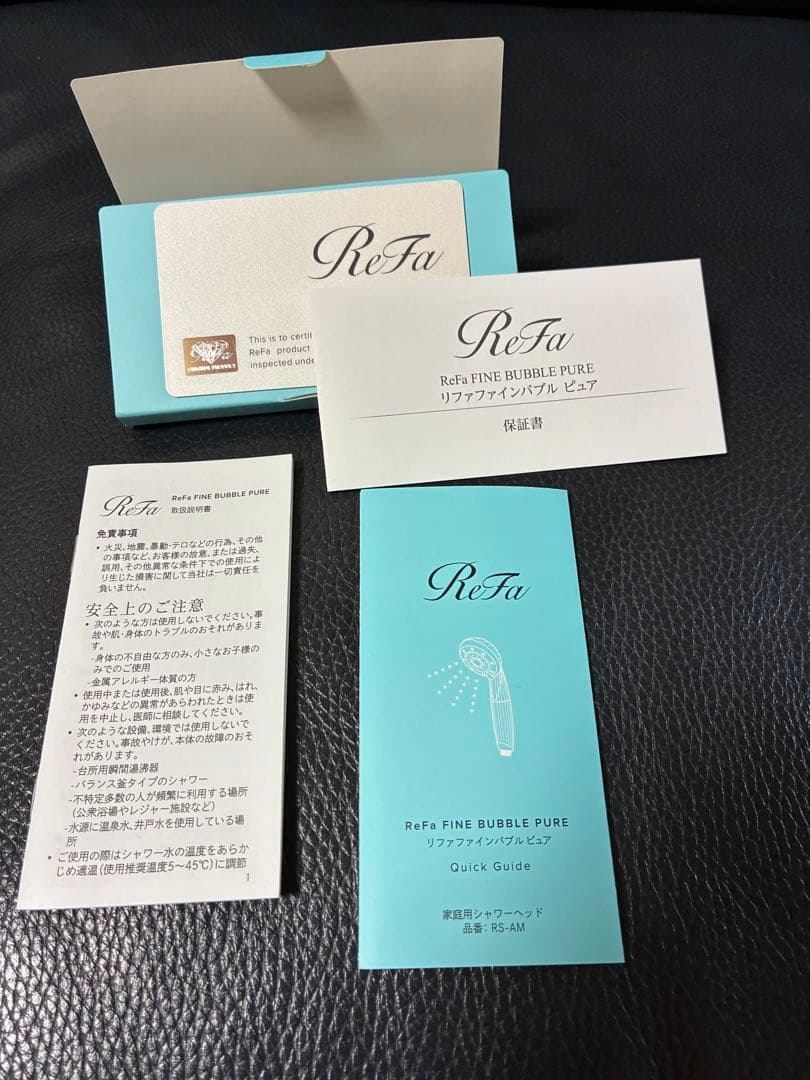 ReFa
This is to certif
ReFa product
inspected unde
ReFa
ReFa FINE BUBBLE PURE
リファファインバブル ピュア
保証書
ReFa
ReFa FINE BUBBLE PURE
取扱説明書
免責事項
• 火災、地震、暴動・テロなどの行為、その他
の事項など、お客様の故意、または過失、
誤用、その他異常な条件下での使用によ
り生じた損害に関して当社は一切責任を
負いません。
安全上のご注意
• 次のような方は使用しないでください。事
故や肌・身体のトラブルのおそれがありま
す。
-身体の不自由な方のみ、小さなお子様の
みでのご使用
-金属アレルギー体質の方
• 使用中または使用後、肌や目に赤み、はれ、
かゆみなどの異常があらわれたときは使
用を中止し、医師に相談してください。
• 次のような設備、環境では使用しないで
ください。事故やけが、本体の故障のおそ
れがあります。
-台所用瞬間湯沸器
-バランス釜タイプのシャワー
-不特定多数の人が頻繁に利用する場所
(公衆浴場やレジャー施設など)
-水源に温泉水、井戸水を使用している場
所
• ご使用の際はシャワー水の温度をあらか
じめ適温(使用推奨温度5〜45℃)に調節
1
ReFa
ReFa FINE BUBBLE PURE
リファファインバブル ピュア
Quick Guide
家庭用シャワーヘッド
品番: RS-AM